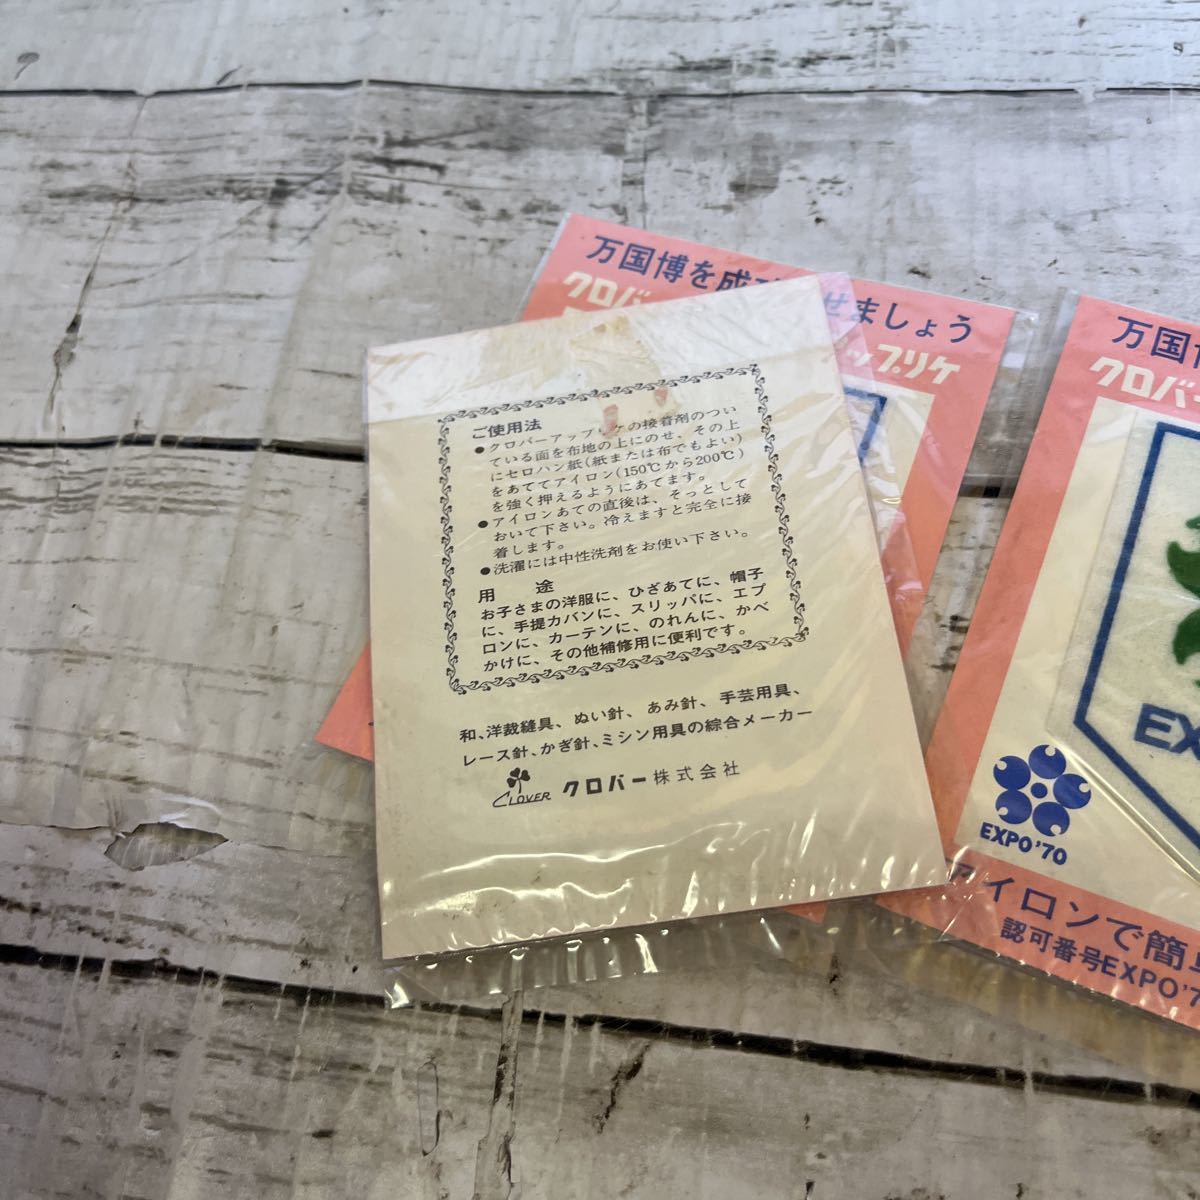 万国博を成
せましょう
クロバー
アップリケ
ご使用法
●クロバーアップリケの接着剤のつい
ている面を布地の上にのせ、その上
にセロハン紙(紙または布でもよい)
をあててアイロン(150℃から200℃)
を強く押えるようにあてます。
●アイロンあての直後は、そっとして
おいて下さい。冷えますと完全に接
着します。
●洗濯には中性洗剤をお使い下さい。
用 途
お子さまの洋服に、ひざあてに、帽子
に、手提カバンに、スリッパに、エプ
ロンに、カーテンに、のれんに、かべ
かけに、その他補修用に便利です。
和、洋裁縫具、ぬい針、あみ針、手芸用具、
レース針、かぎ針、ミシン用具の綜合メーカー
CLOVER クロバー株式会社
万国博
クロバー
EX
EXPO'70
アイロンで簡単
認可番号EXPO'7